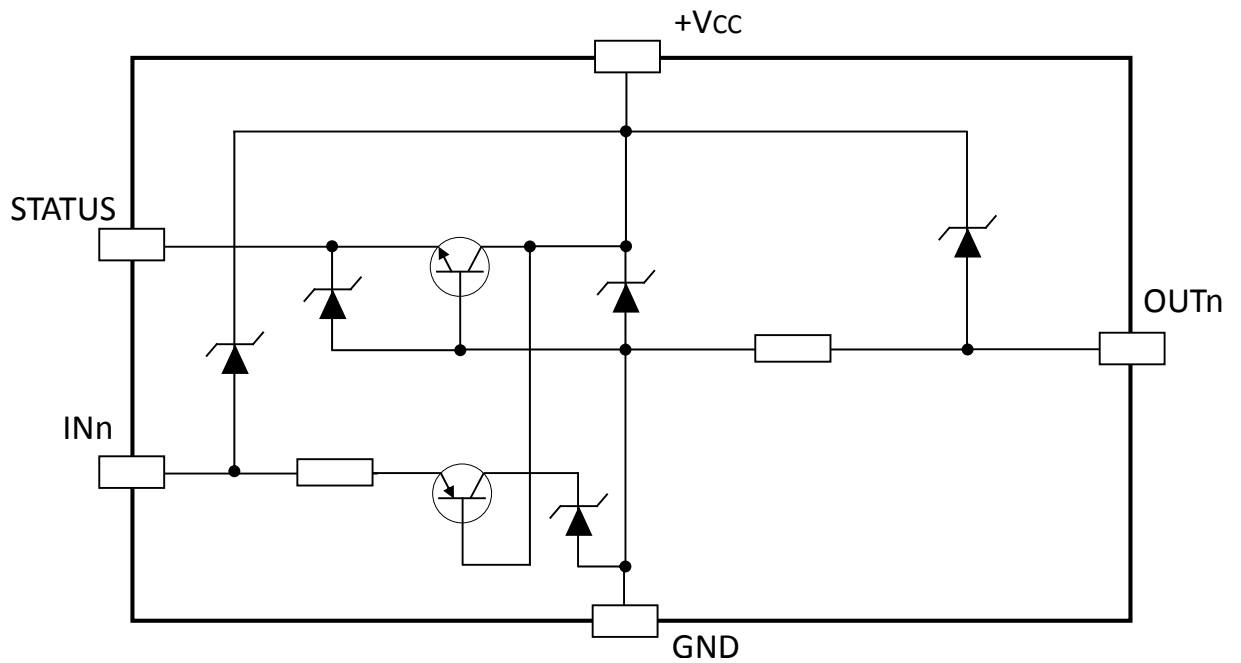 +Vcc
STATUS
OUTn
INn
GND